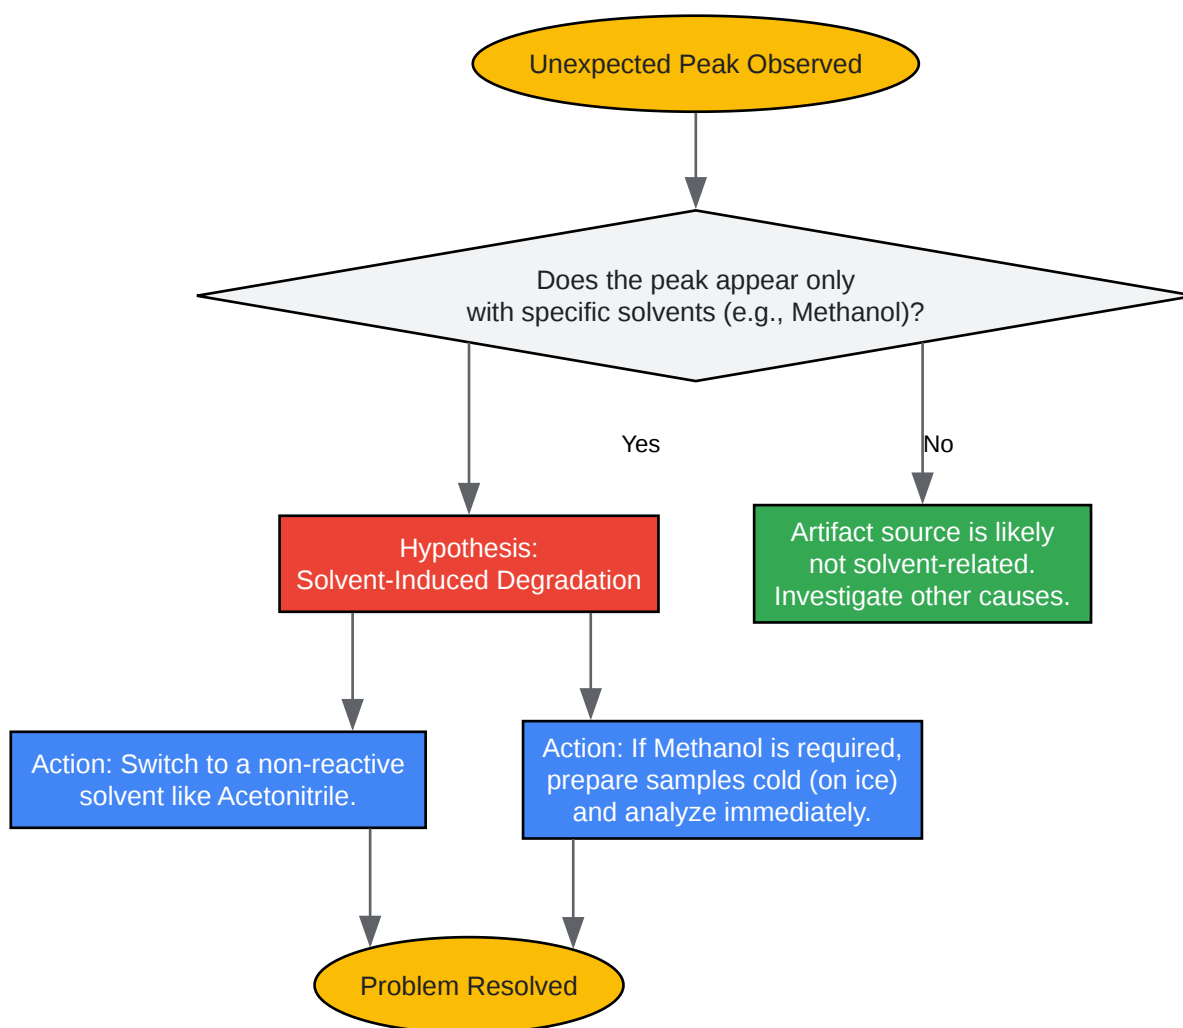 Unexpected Peak Observed
Does the peak appear only
with specific solvents (e.g., Methanol)?
Yes
No
Hypothesis:
Solvent-Induced Degradation
Artifact source is likely
not solvent-related.
Investigate other causes.
Action: Switch to a non-reactive
solvent like Acetonitrile.
Action: If Methanol is required,
prepare samples cold (on ice)
and analyze immediately.
Problem Resolved